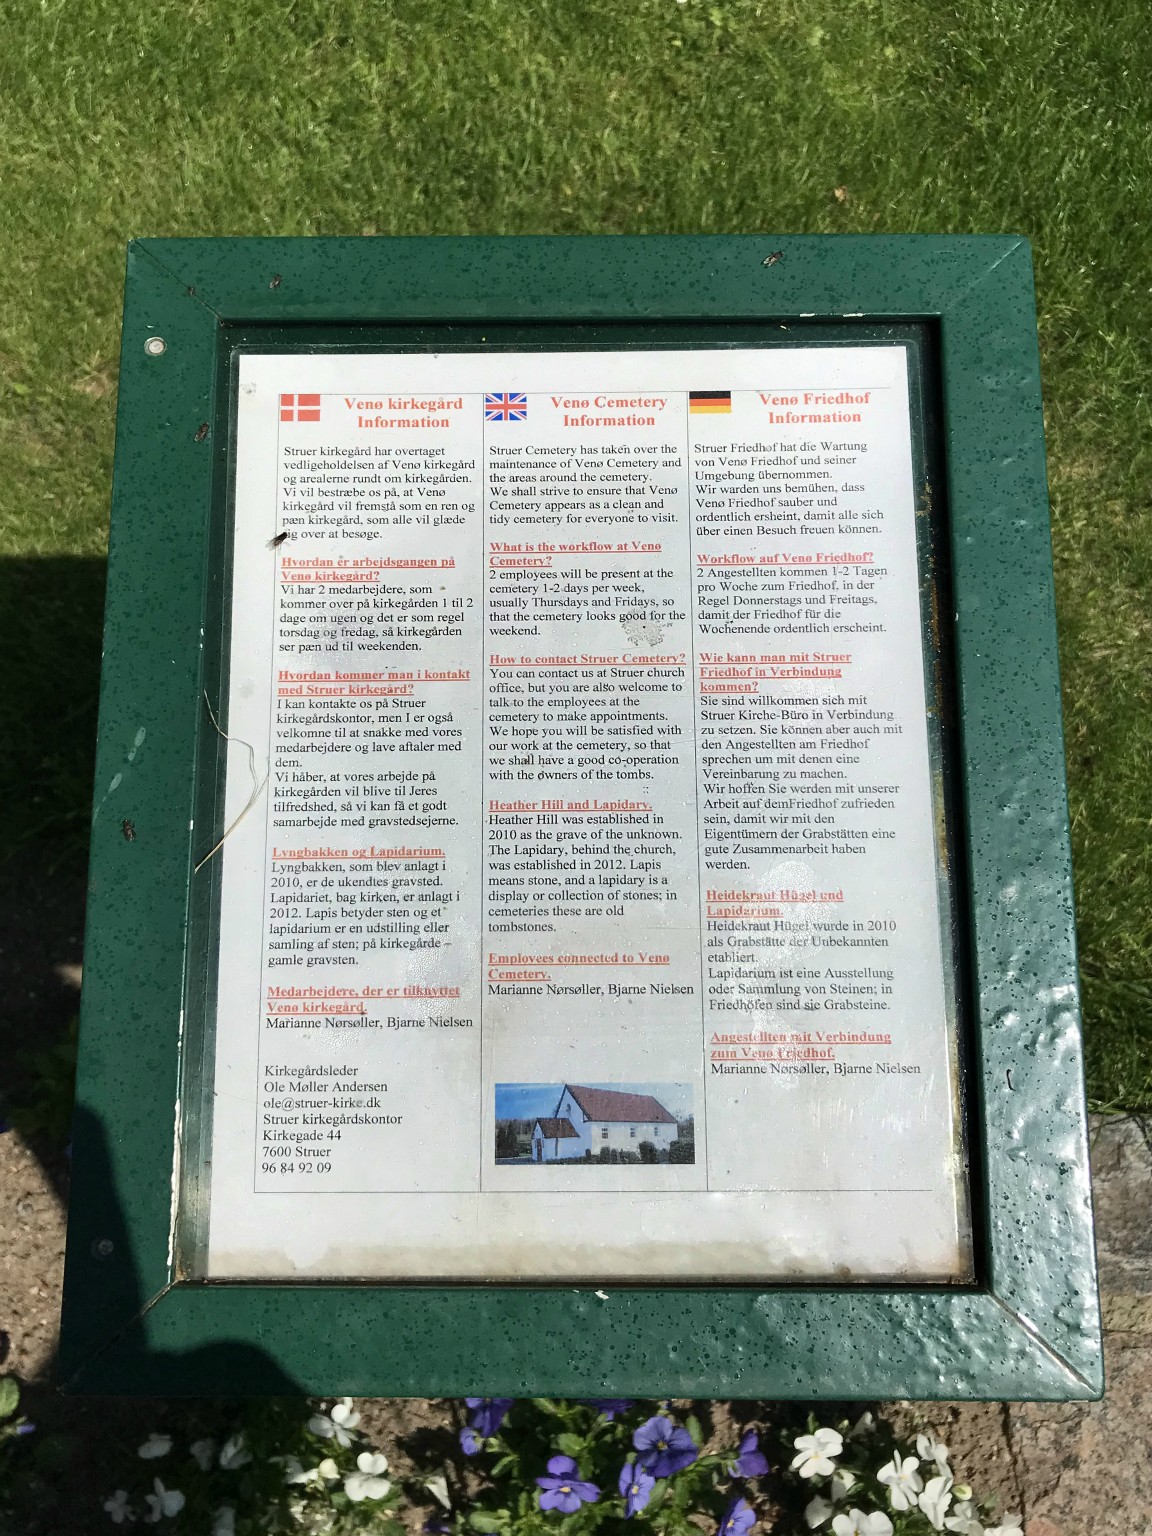 Venø kirkegård
Information
Struer kirkegård har overtaget
vedligeholdelsen af Venø kirkegård
og arealerne rundt om kirkegården.
Vi vil bestræbe os på, at Venø
kirkegård vil fremstå som en ren og
pæn kirkegård, som alle vil glæde
sig over at besøge.
Hvordan er arbejdsgangen på
Venø kirkegård?
Vi har 2 medarbejdere, som
kommer over på kirkegården 1 til 2
dage om ugen og det er som regel
torsdag og fredag, så kirkegården
ser pæn ud til weekenden.
Hvordan kommer man i kontakt
med Struer kirkegård?
I kan kontakte os på Struer
kirkegårdskontor, men I er også
velkomne til at snakke med vores
medarbejdere og lave aftaler med
dem.
Vi håber, at vores arbejde på
kirkegården vil blive til Jeres
tilfredshed, så vi kan få et godt
samarbejde med gravstedsejerne.
Lyngbakken og Lapidarium.
Lyngbakken, som blev anlagt i
2010, er de ukendtes gravsted.
Lapidariet, bag kirken, er anlagt i
2012. Lapis betyder sten og et
lapidarium er en udstilling eller
samling af sten; på kirkegårde –
gamle gravsten.
Medarbejdere, der er tilknyttet
Venø kirkegård.
Marianne Nørsøller, Bjarne Nielsen
Kirkegårdsleder
Ole Møller Andersen
ole@struer-kirke.dk
Struer kirkegårdskontor
Kirkegade 44
7600 Struer
96 84 92 09
Venø Cemetery
Information
Struer Cemetery has taken over the
maintenance of Venø Cemetery and
the areas around the cemetery.
We shall strive to ensure that Venø
Cemetery appears as a clean and
tidy cemetery for everyone to visit.
What is the workflow at Venø
Cemetery?
2 employees will be present at the
cemetery 1-2 days per week,
usually Thursdays and Fridays, so
that the cemetery looks good for the
weekend.
How to contact Struer Cemetery?
You can contact us at Struer church
office, but you are also welcome to
talk to the employees at the
cemetery to make appointments.
We hope you will be satisfied with
our work at the cemetery, so that
we shall have a good co-operation
with the owners of the tombs.
Heather Hill and Lapidary.
Heather Hill was established in
2010 as the grave of the unknown.
The Lapidary, behind the church,
was established in 2012. Lapis
means stone, and a lapidary is a
display or collection of stones; in
cemeteries these are old
tombstones.
Employees connected to Venø
Cemetery.
Marianne Nørsøller, Bjarne Nielsen
Venø Friedhof
Information
Struer Friedhof hat die Wartung
von Venø Friedhof und seiner
Umgebung übernommen.
Wir warden uns bemühen, dass
Venø Friedhof sauber und
ordentlich ersheint, damit alle sich
über einen Besuch freuen können.
Workflow auf Venø Friedhof?
2 Angestellten kommen 1-2 Tagen
pro Woche zum Friedhof, in der
Regel Donnerstags und Freitags,
damit der Friedhof für die
Wochenende ordentlich erscheint.
Wie kann man mit Struer
Friedhof in Verbindung
kommen?
Sie sind willkommen sich mit
Struer Kirche-Büro in Verbindung
zu setzen. Sie können aber auch mit
den Angestellten am Friedhof
sprechen um mit denen eine
Vereinbarung zu machen.
Wir hoffen Sie werden mit unserer
Arbeit auf demFriedhof zufrieden
sein, damit wir mit den
Eigentümern der Grabstätten eine
gute Zusammenarbeit haben
werden.
Heidekraut Hügel und
Lapidarium.
Heidekraut Hügel wurde in 2010
als Grabstätte der Unbekannten
etabliert.
Lapidarium ist eine Ausstellung
oder Sammlung von Steinen; in
Friedhöfen sind sie Grabsteine.
Angestellten mit Verbindung
zum Venø Friedhof.
Marianne Nørsøller, Bjarne Nielsen